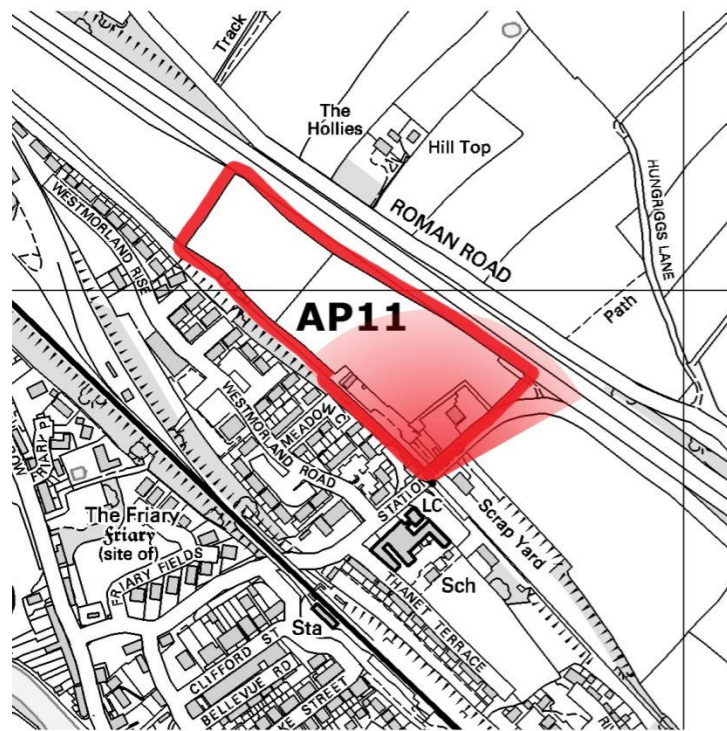 Track
The
Hollies
Hill Top
ROMAN ROAD
HUNGRIGGS LANE
Path
WESTMORLAND RISE
AP11
WESTMORLAND ROAD
MEADOW
STATION
LC
Scrap Yard
Sch
THANET TERRACE
The Friary
Friary
(site of)
FRIARY FIELDS
Sta
CLIFFORD ST
BELLEVUE RD
KE STREET